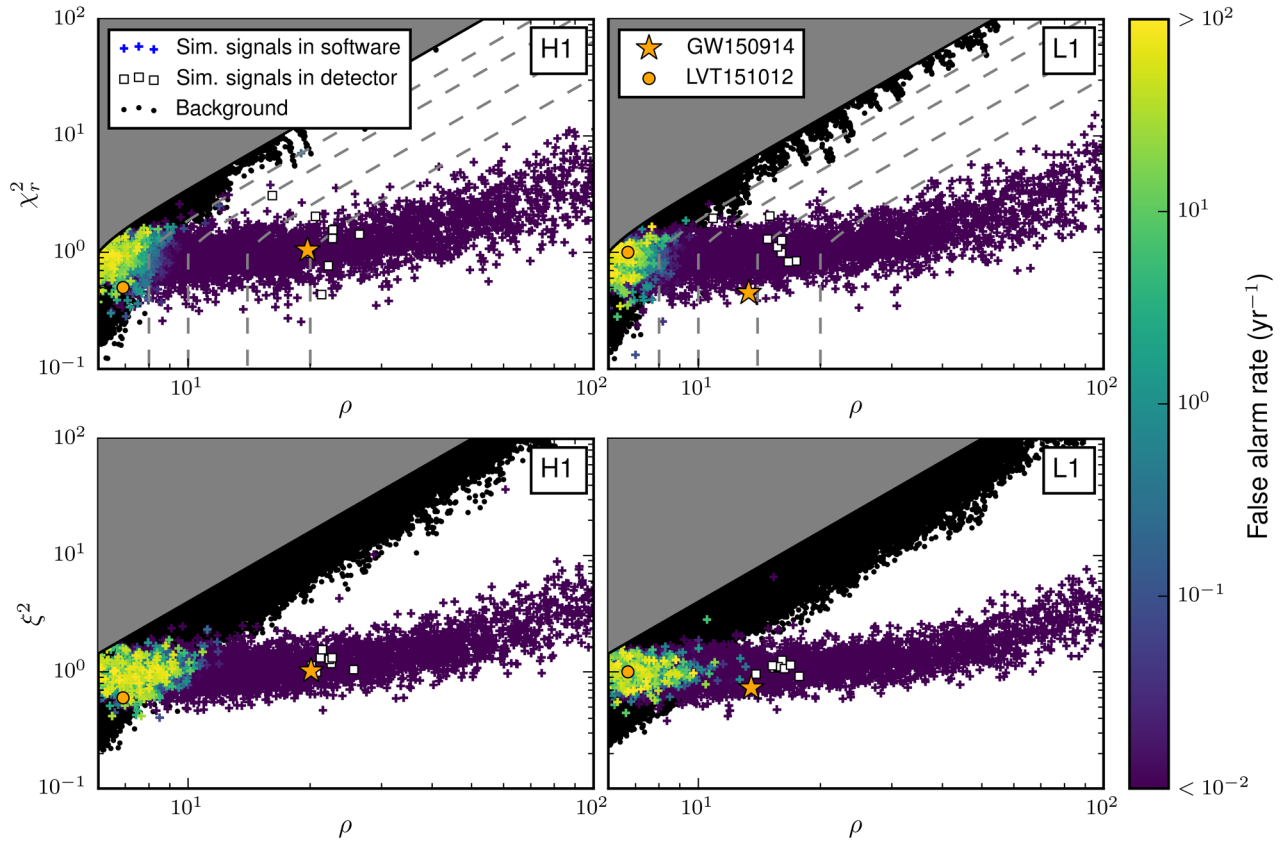 Sim. signals in software
Sim. signals in detector
Background
H1
GW150914
LVT151012
L1
10²
10¹
10⁰
10⁻¹
χᵣ²
10¹
10²
ρ
10¹
10²
ρ
H1
L1
10²
10¹
10⁰
10⁻¹
ξ²
10¹
10²
ρ
10¹
10²
ρ
> 10²
10¹
10⁰
10⁻¹
< 10⁻²
False alarm rate (yr⁻¹)